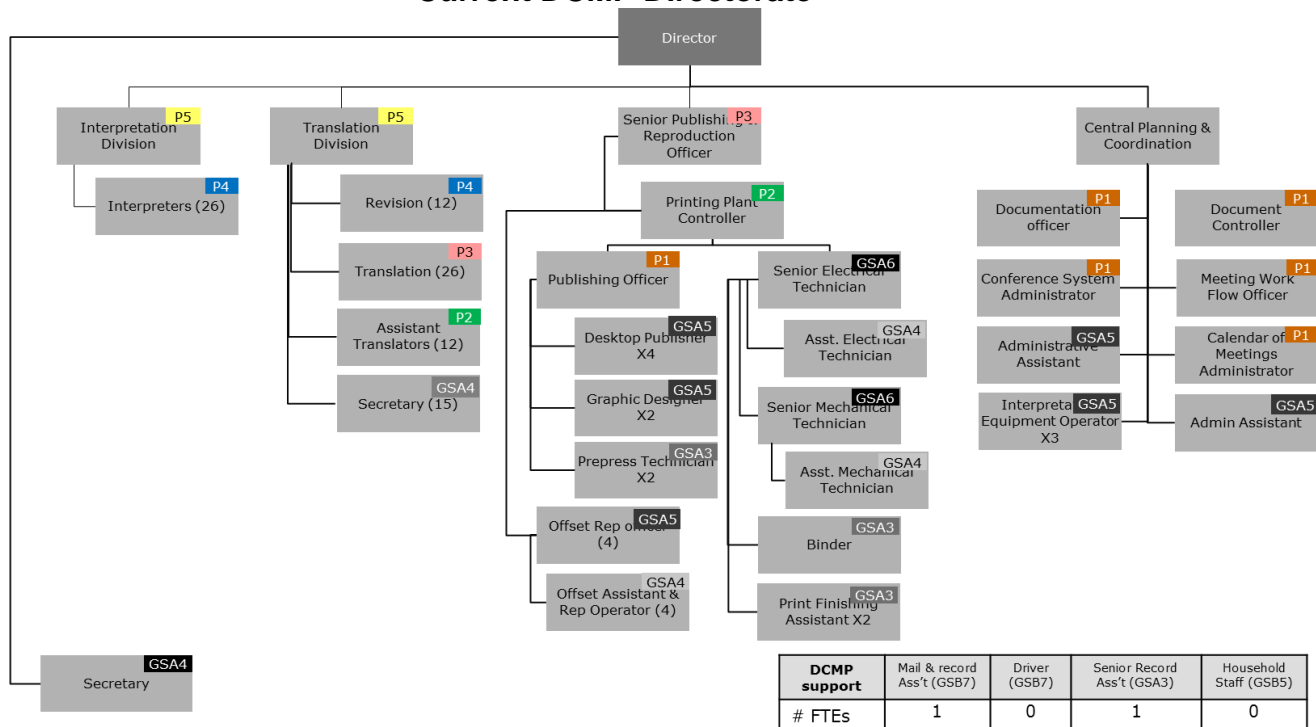 Current DCMP Directorate
Director
P5
Interpretation
Division
P4
Interpreters (26)
P5
Translation
Division
P4
Revision (12)
P3
Translation (26)
P2
Assistant
Translators (12)
GSA4
Secretary (15)
P3
Senior Publishing &
Reproduction
Officer
P2
Printing Plant
Controller
P1
Publishing Officer
GSA5
Desktop Publisher
X4
GSA5
Graphic Designer
X2
GSA3
Prepress Technician
X2
GSA5
Offset Rep officer
(4)
GSA4
Offset Assistant &
Rep Operator (4)
GSA6
Senior Electrical
Technician
GSA4
Asst. Electrical
Technician
GSA6
Senior Mechanical
Technician
GSA4
Asst. Mechanical
Technician
GSA3
Binder
GSA3
Print Finishing
Assistant X2
Central Planning &
Coordination
P1
Documentation
officer
P1
Document
Controller
P1
Conference System
Administrator
P1
Meeting Work
Flow Officer
GSA5
Administrative
Assistant
P1
Calendar of
Meetings
Administrator
GSA5
Equipment Operator
X3
GSA5
Admin Assistant
GSA4
Secretary
DCMP
support
Mail & record
Ass't (GSB7)
Driver
(GSB7)
Senior Record
Ass't (GSA3)
Household
Staff (GSB5)
# FTEs
1
0
1
0